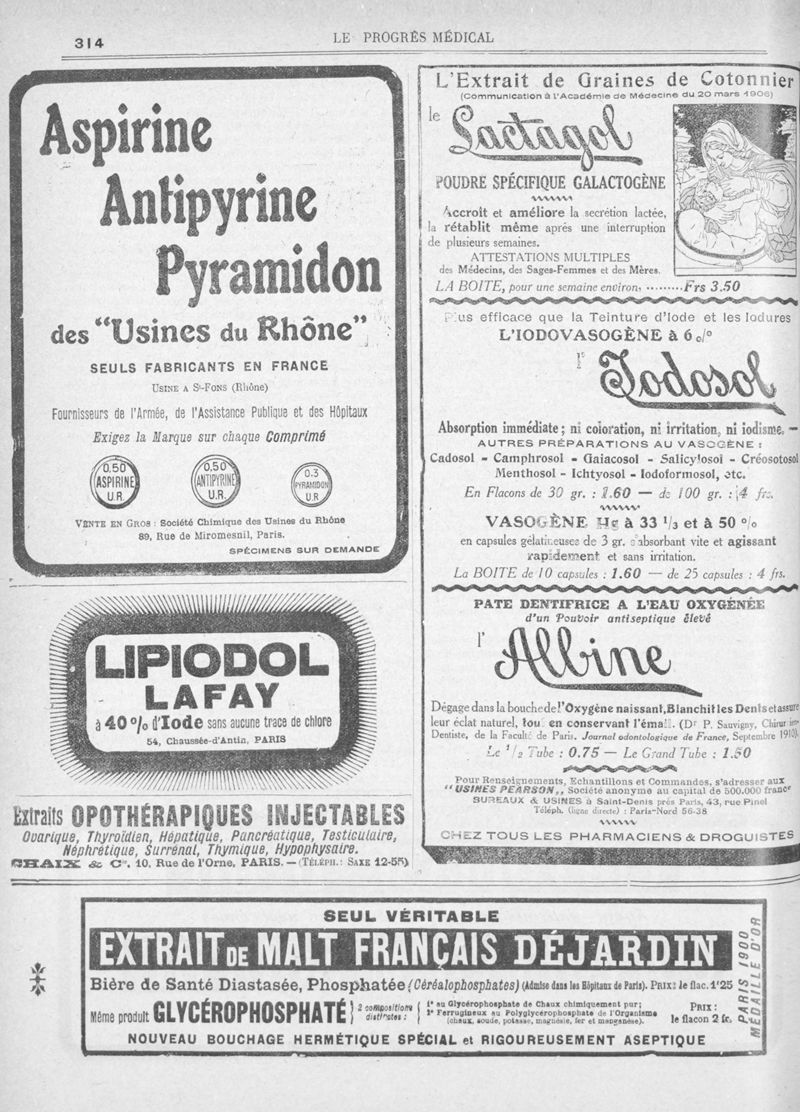 314
LE PROGRÈS MÉDICAL
Aspirine
Antipyrine
Pyramidon
des "Usines du Rhône"
SEULS FABRICANTS EN FRANCE
USINE A St-FONS (Rhône)
Fournisseurs de l'Armée, de l'Assistance Publique et des Hôpitaux
Exigez la Marque sur chaque Comprimé
0.50
ASPIRINE
U.R.
0.50
ANTIPYRINE
U.R.
0.3
PYRAMIDON
U.R
VENTE EN GROS : Société Chimique des Usines du Rhône
89, Rue de Miromesnil, Paris.
SPÉCIMENS SUR DEMANDE
LIPIODOL
LAFAY
à 40 % d'Iode sans aucune trace de chlore
54, Chaussée-d'Antin, PARIS
Extraits OPOTHÉRAPIQUES INJECTABLES
Ovarique, Thyroïdien, Hépatique, Pancréatique, Testiculaire,
Néphrétique, Surrénal, Thymique, Hypophysaire.
CHAIX & Cie, 10, Rue de l'Orne, PARIS. — (TÉLÉPH.: SAXE 12-55)
L'Extrait de Graines de Cotonnier
(Communication à l'Académie de Médecine du 20 mars 1906)
le
Lactagol
POUDRE SPÉCIFIQUE GALACTOGÈNE
Accroît et améliore la secrétion lactée,
la rétablit même après une interruption
de plusieurs semaines.
ATTESTATIONS MULTIPLES
des Médecins, des Sages-Femmes et des Mères.
LA BOITE, pour une semaine environ, ......... Frs 3.50
Plus efficace que la Teinture d'Iode et les Iodures
L'IODOVASOGÈNE à 6 o/o
l'
Iodosol
Absorption immédiate ; ni coloration, ni irritation, ni iodisme. —
AUTRES PRÉPARATIONS AU VASOGÈNE :
Cadosol - Camphrosol - Gaiacosol - Salicylosol - Créosotosol
Menthosol - Ichtyosol - Iodoformosol, etc.
En Flacons de 30 gr. : 1.60 — de 100 gr. : 4 frs.
VASOGÈNE Hg à 33 1/3 et à 50 %
en capsules gélatineuses de 3 gr. s'absorbant vite et agissant
rapidement et sans irritation.
La BOITE de 10 capsules : 1.60 — de 25 capsules : 4 frs.
PATE DENTIFRICE A L'EAU OXYGÉNÉE
d'un Pouvoir antiseptique élevé
l'
Albine
Dégage dans la bouche de l'Oxygène naissant, Blanchit les Dents et assure
leur éclat naturel, tout en conservant l'émail. (Dr P. Sauvigny, Chirur ien
Dentiste, de la Faculté de Paris. Journal odontologique de France, Septembre 1910).
Le 1/2 Tube : 0.75 — Le Grand Tube : 1.50
Pour Renseignements, Echantillons et Commandes, s'adresser aux
"USINES PEARSON,, Société anonyme au capital de 500.000 francs
BUREAUX & USINES à Saint-Denis près Paris, 43, rue Pinel
Téléph. (ligne directe) : Paris-Nord 56-38
CHEZ TOUS LES PHARMACIENS & DROGUISTES
SEUL VÉRITABLE
EXTRAIT DE MALT FRANÇAIS DÉJARDIN
Bière de Santé Diastasée, Phosphatée (Céréalophosphates) (Admise dans les Hôpitaux de Paris). PRIX: le flac. 1f25
Même produit GLYCÉROPHOSPHATÉ
2 compositions
distinctes :
1° au Glycérophosphate de Chaux chimiquement pur;
2° Ferrugineux au Polyglycérophosphate de l'Organisme
(chaux, soude, potasse, magnésie, fer et manganèse).
PRIX:
le flacon 2 fr.
NOUVEAU BOUCHAGE HERMÉTIQUE SPÉCIAL et RIGOUREUSEMENT ASEPTIQUE
PARIS 1900
MÉDAILLE D'OR